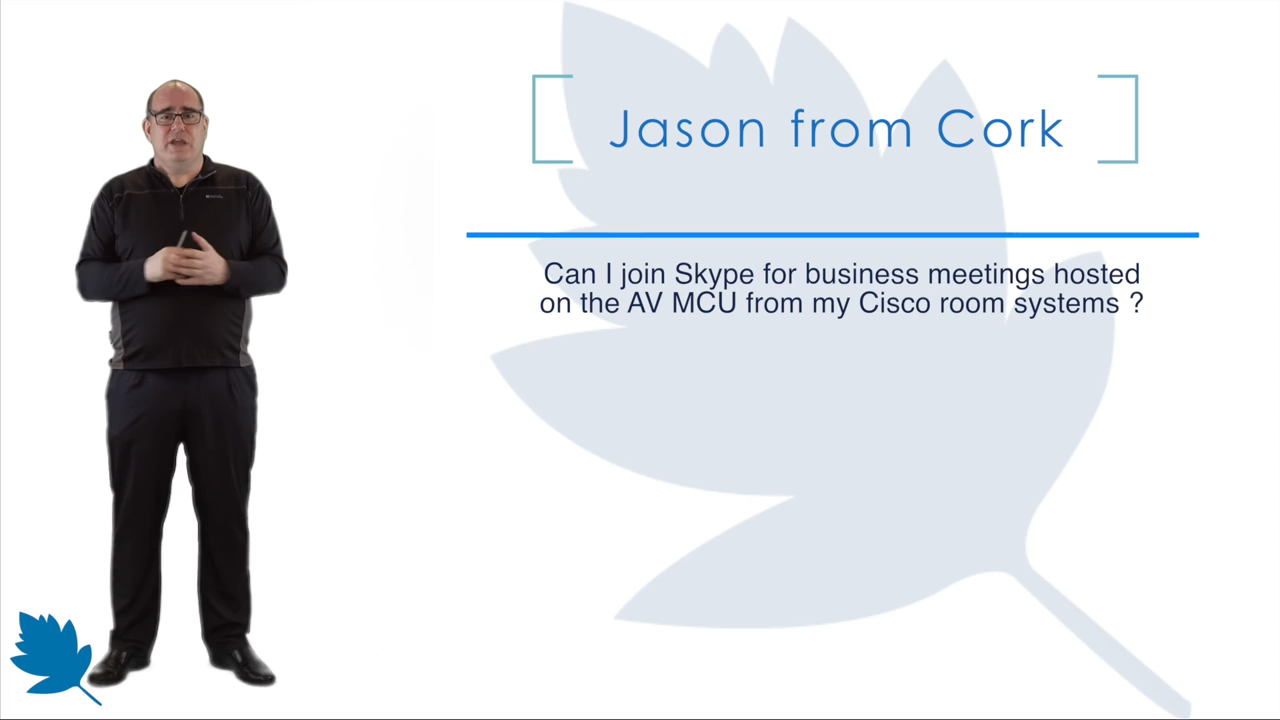 Jason from Cork
Can I join Skype for business meetings hosted
on the AV MCU from my Cisco room systems ?